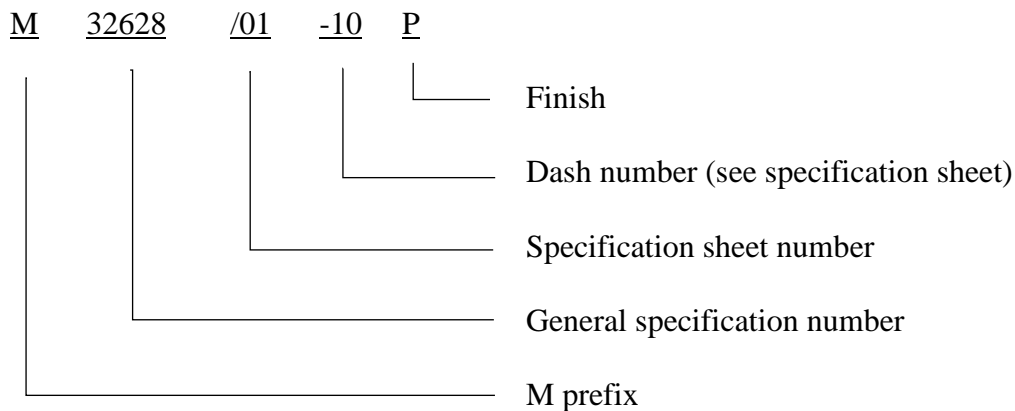 M 32628 /01 -10 P
Finish
Dash number (see specification sheet)
Specification sheet number
General specification number
M prefix